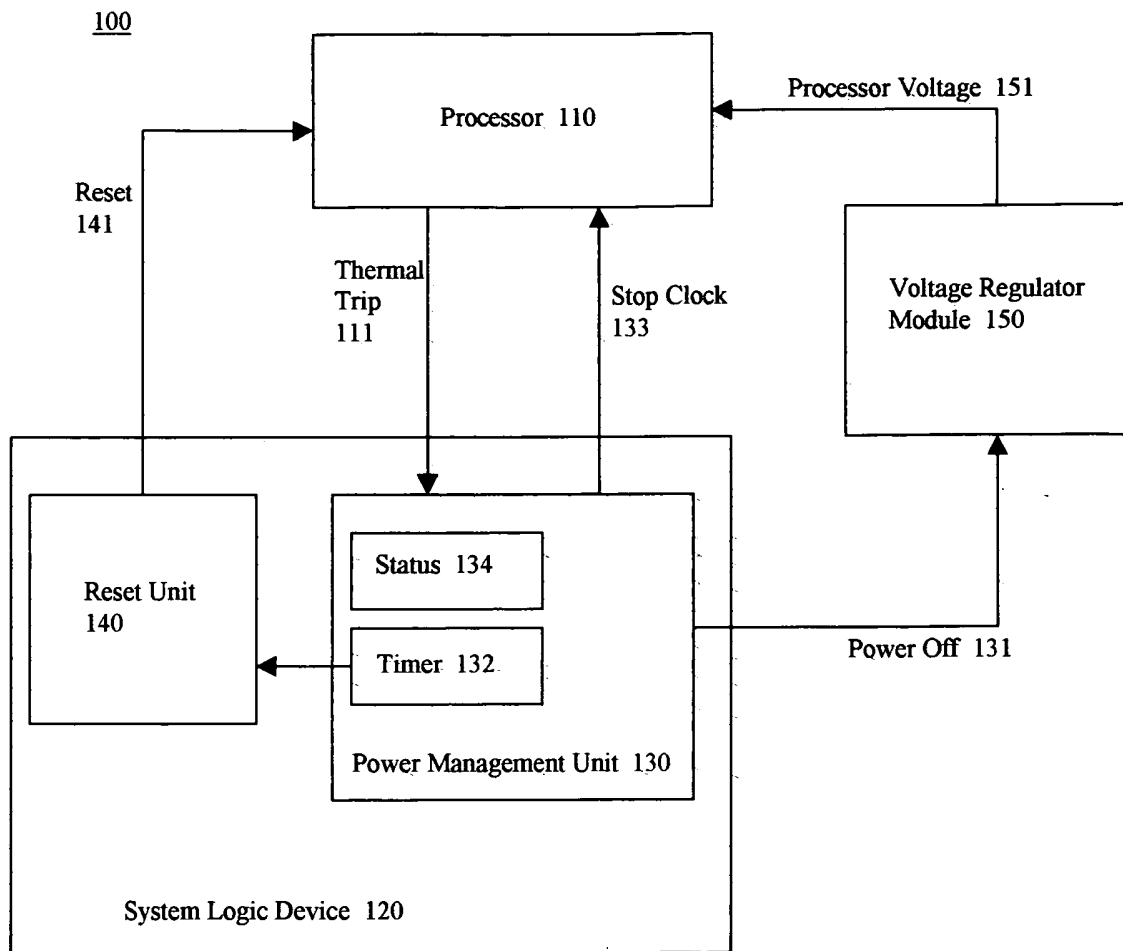 100
Processor 110
Processor Voltage 151
Reset
141
Thermal
Trip
111
Stop Clock
133
Voltage Regulator
Module 150
Status 134
Reset Unit
140
Timer 132
Power Off 131
Power Management Unit 130
System Logic Device 120